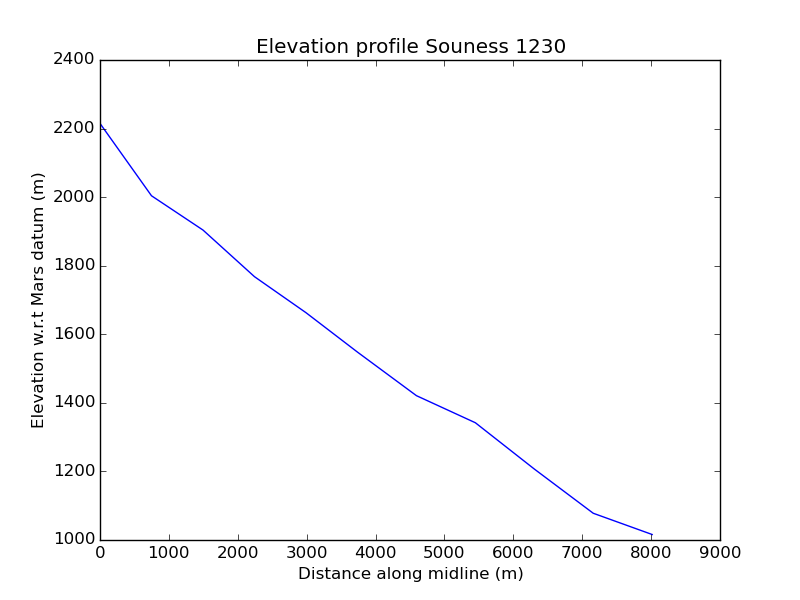 Elevation profile Souness 1230
2400
2200
2000
1800
1600
1400
1200
1000
Elevation w.r.t Mars datum (m)
0 1000 2000 3000 4000 5000 6000 7000 8000 9000
Distance along midline (m)